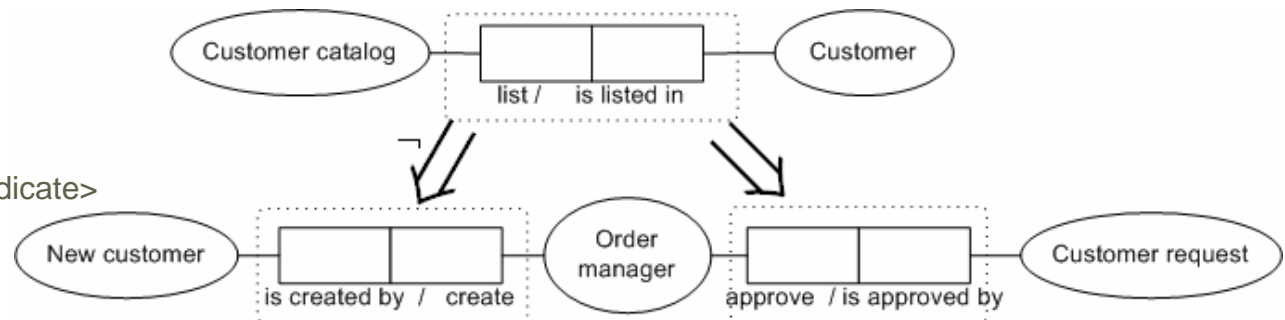 Customer catalog
Customer
list / is listed in
¬
dicate>
New customer
Order
manager
Customer request
is created by / create
approve / is approved by